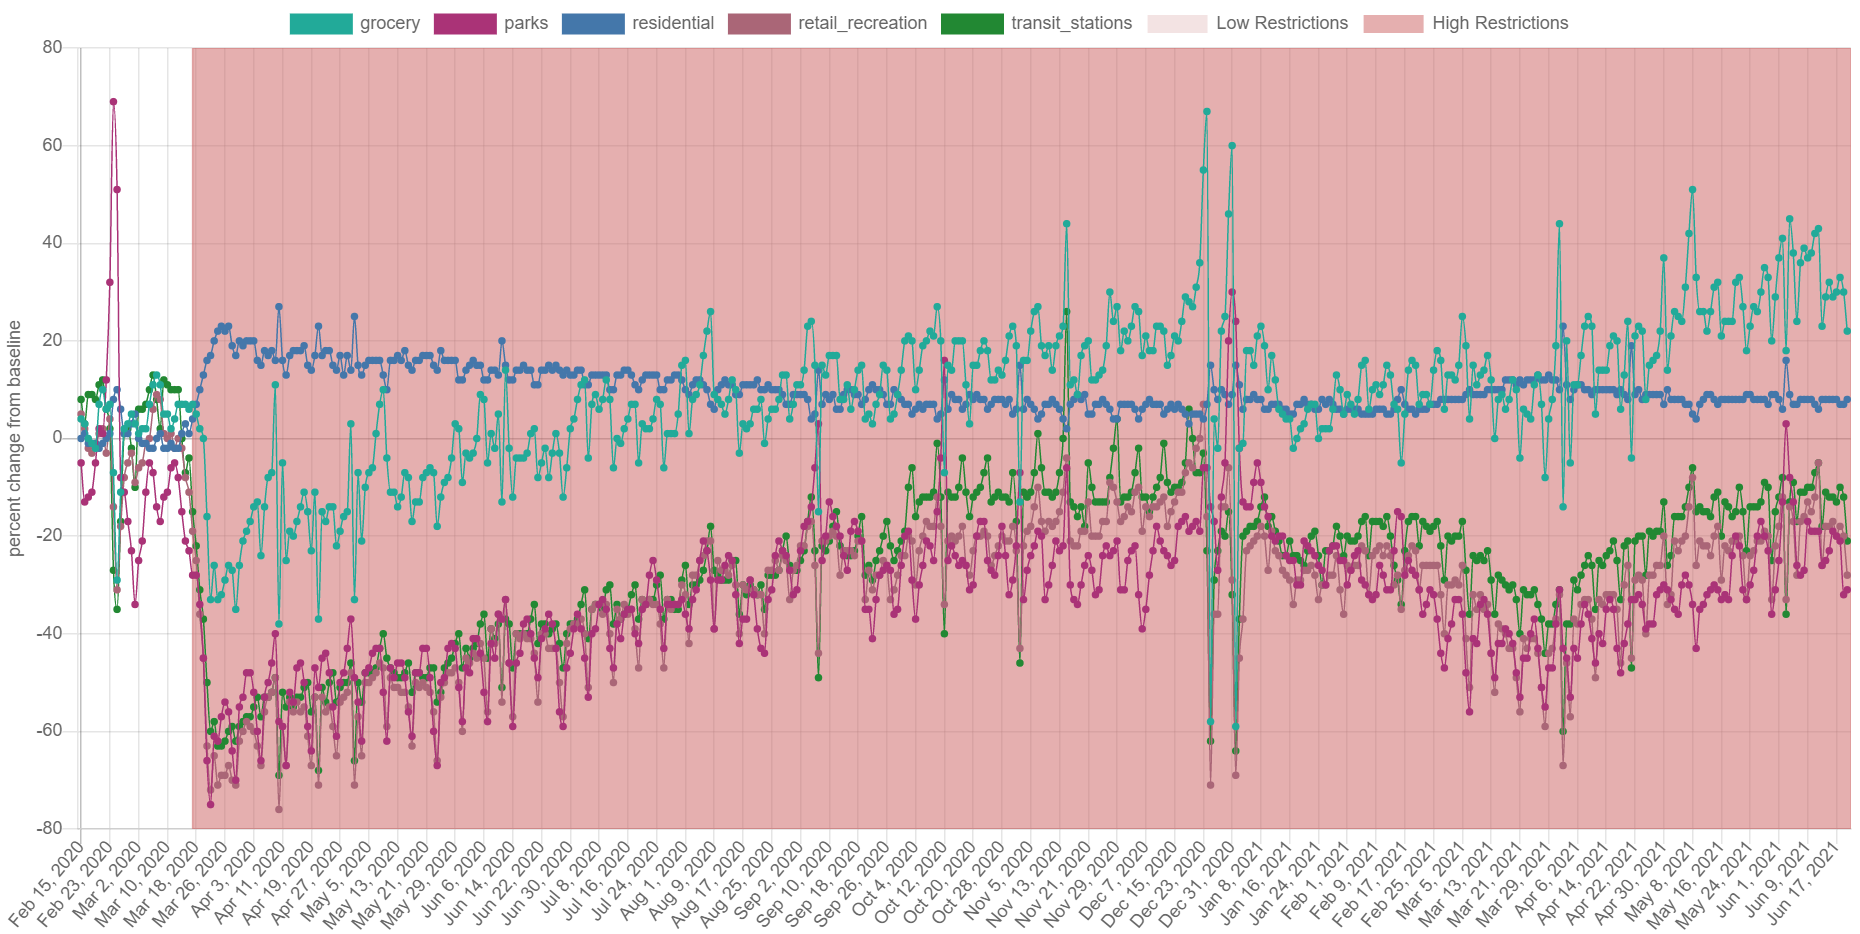 grocery parks residential retail_recreation transit_stations Low Restrictions High Restrictions
percent change from baseline
80
60
40
20
0
-20
-40
-60
-80
Feb 15, 2020
Feb 23, 2020
Mar 2, 2020
Mar 10, 2020
Mar 18, 2020
Mar 26, 2020
Apr 3, 2020
Apr 11, 2020
Apr 19, 2020
Apr 27, 2020
May 5, 2020
May 13, 2020
May 21, 2020
May 29, 2020
Jun 6, 2020
Jun 14, 2020
Jun 22, 2020
Jun 30, 2020
Jul 8, 2020
Jul 16, 2020
Jul 24, 2020
Aug 1, 2020
Aug 9, 2020
Aug 17, 2020
Aug 25, 2020
Sep 2, 2020
Sep 10, 2020
Sep 18, 2020
Sep 26, 2020
Oct 4, 2020
Oct 12, 2020
Oct 20, 2020
Oct 28, 2020
Nov 5, 2020
Nov 13, 2020
Nov 21, 2020
Nov 29, 2020
Dec 7, 2020
Dec 15, 2020
Dec 23, 2020
Dec 31, 2020
Jan 8, 2021
Jan 16, 2021
Jan 24, 2021
Feb 1, 2021
Feb 9, 2021
Feb 17, 2021
Feb 25, 2021
Mar 5, 2021
Mar 13, 2021
Mar 21, 2021
Mar 29, 2021
Apr 6, 2021
Apr 14, 2021
Apr 22, 2021
Apr 30, 2021
May 8, 2021
May 16, 2021
May 24, 2021
Jun 1, 2021
Jun 9, 2021
Jun 17, 2021